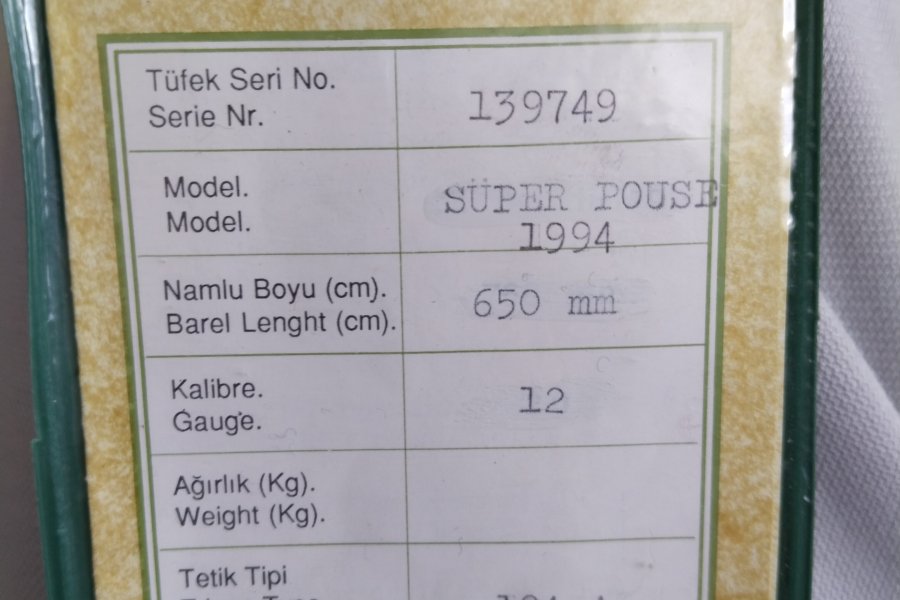 Tüfek Seri No.
Serie Nr.
139749
Model.
Model.
SÜPER POUSE
1994
Namlu Boyu (cm).
Barel Lenght (cm).
650 mm
Kalibre.
Gauge.
12
Ağırlık (Kg).
Weight (Kg).
Tetik Tipi